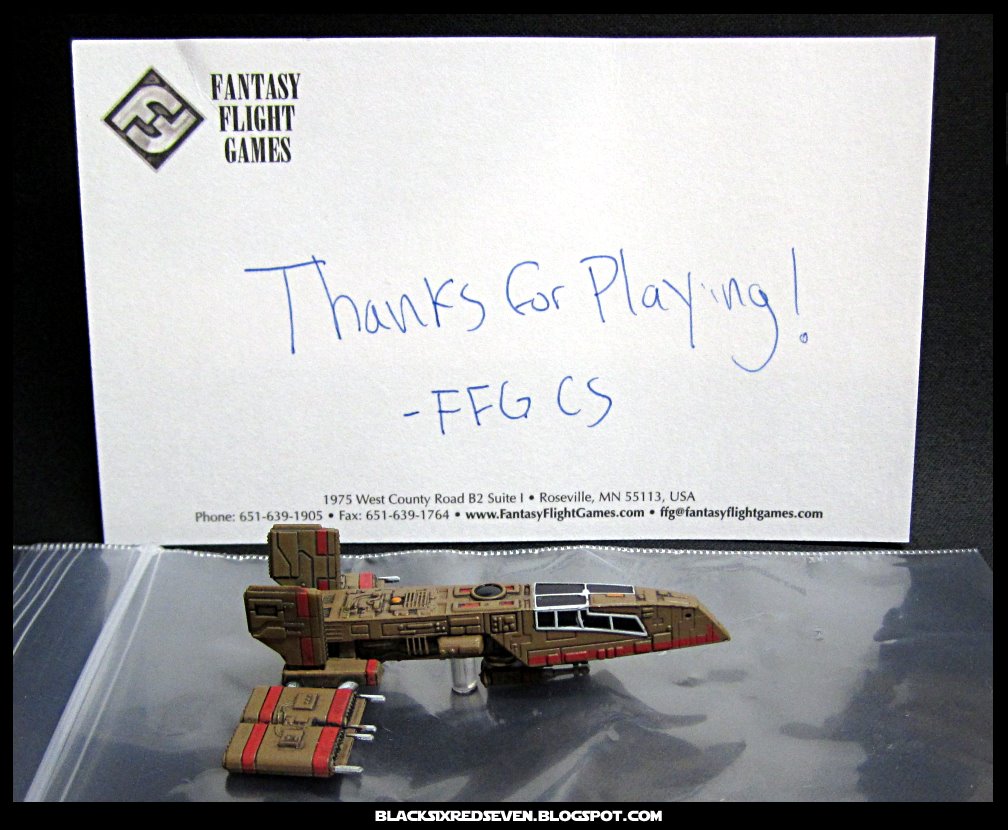 FANTASY
FLIGHT
GAMES
Thanks for Playing!
-FFG CS
1975 West County Road B2 Suite I • Roseville, MN 55113, USA
Phone: 651-639-1905 • Fax: 651-639-1764 • www.FantasyFlightGames.com • ffg@fantasyflightgames.com
BLACKSIXREDSEVEN.BLOGSPOT.COM